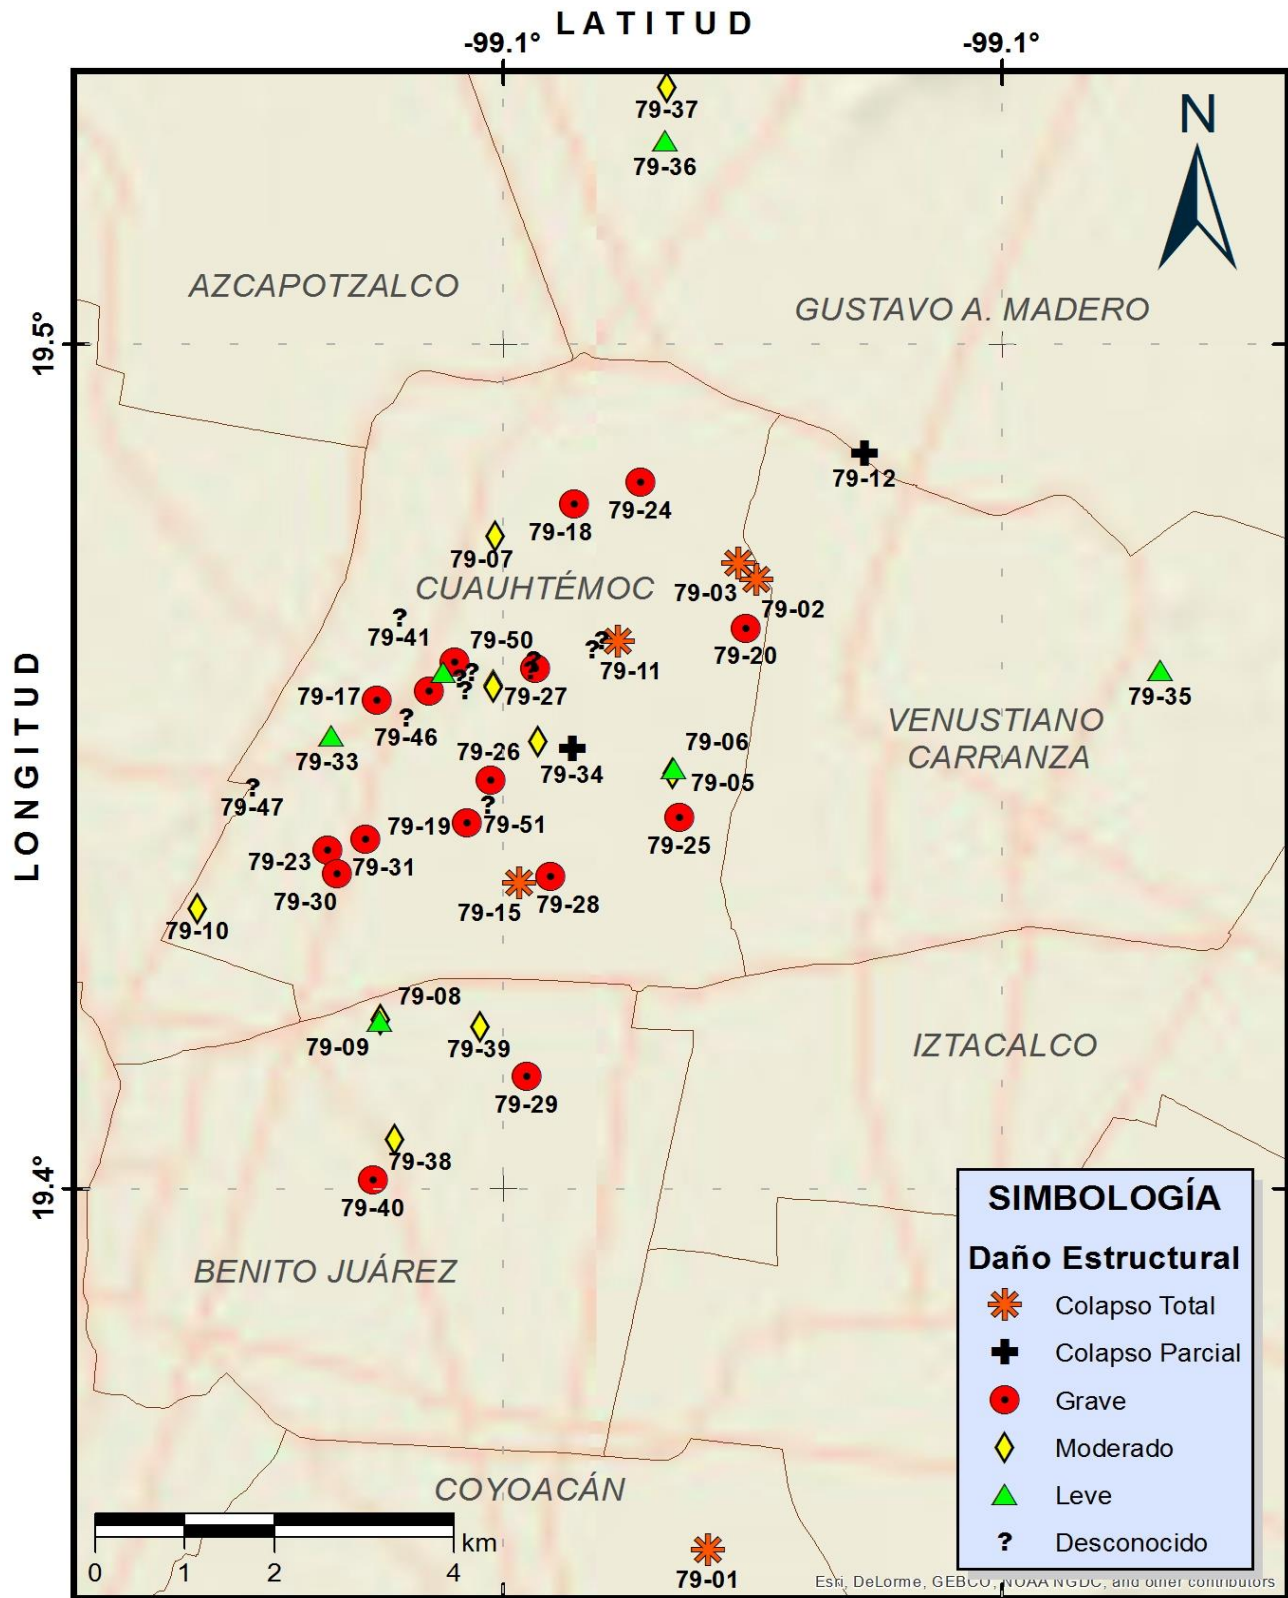 LATITUD
-99.1°
-99.1°
79-37
79-36
N
AZCAPOTZALCO
GUSTAVO A. MADERO
19.5°
79-12
79-24
79-18
79-07
CUAUHTÉMOC
79-03
79-02
?
79-41
79-50
?
?
79-11
79-20
?
?
?
?
?
79-17
79-27
79-35
?
79-46
LONGITUD
VENUSTIANO
CARRANZA
79-33
79-26
79-34
79-06
79-05
?
79-47
?
79-19
79-51
79-25
79-23
79-31
79-30
79-15
79-28
79-10
79-08
79-09
79-39
IZTACALCO
79-29
79-38
19.4°
79-40
BENITO JUÁREZ
COYOACÁN
79-01
km
0 1 2 4
SIMBOLOGÍA
Daño Estructural
Colapso Total
Colapso Parcial
Grave
Moderado
Leve
? Desconocido
Esri, DeLorme, GEBCO, NOAA NGDC, and other contributors